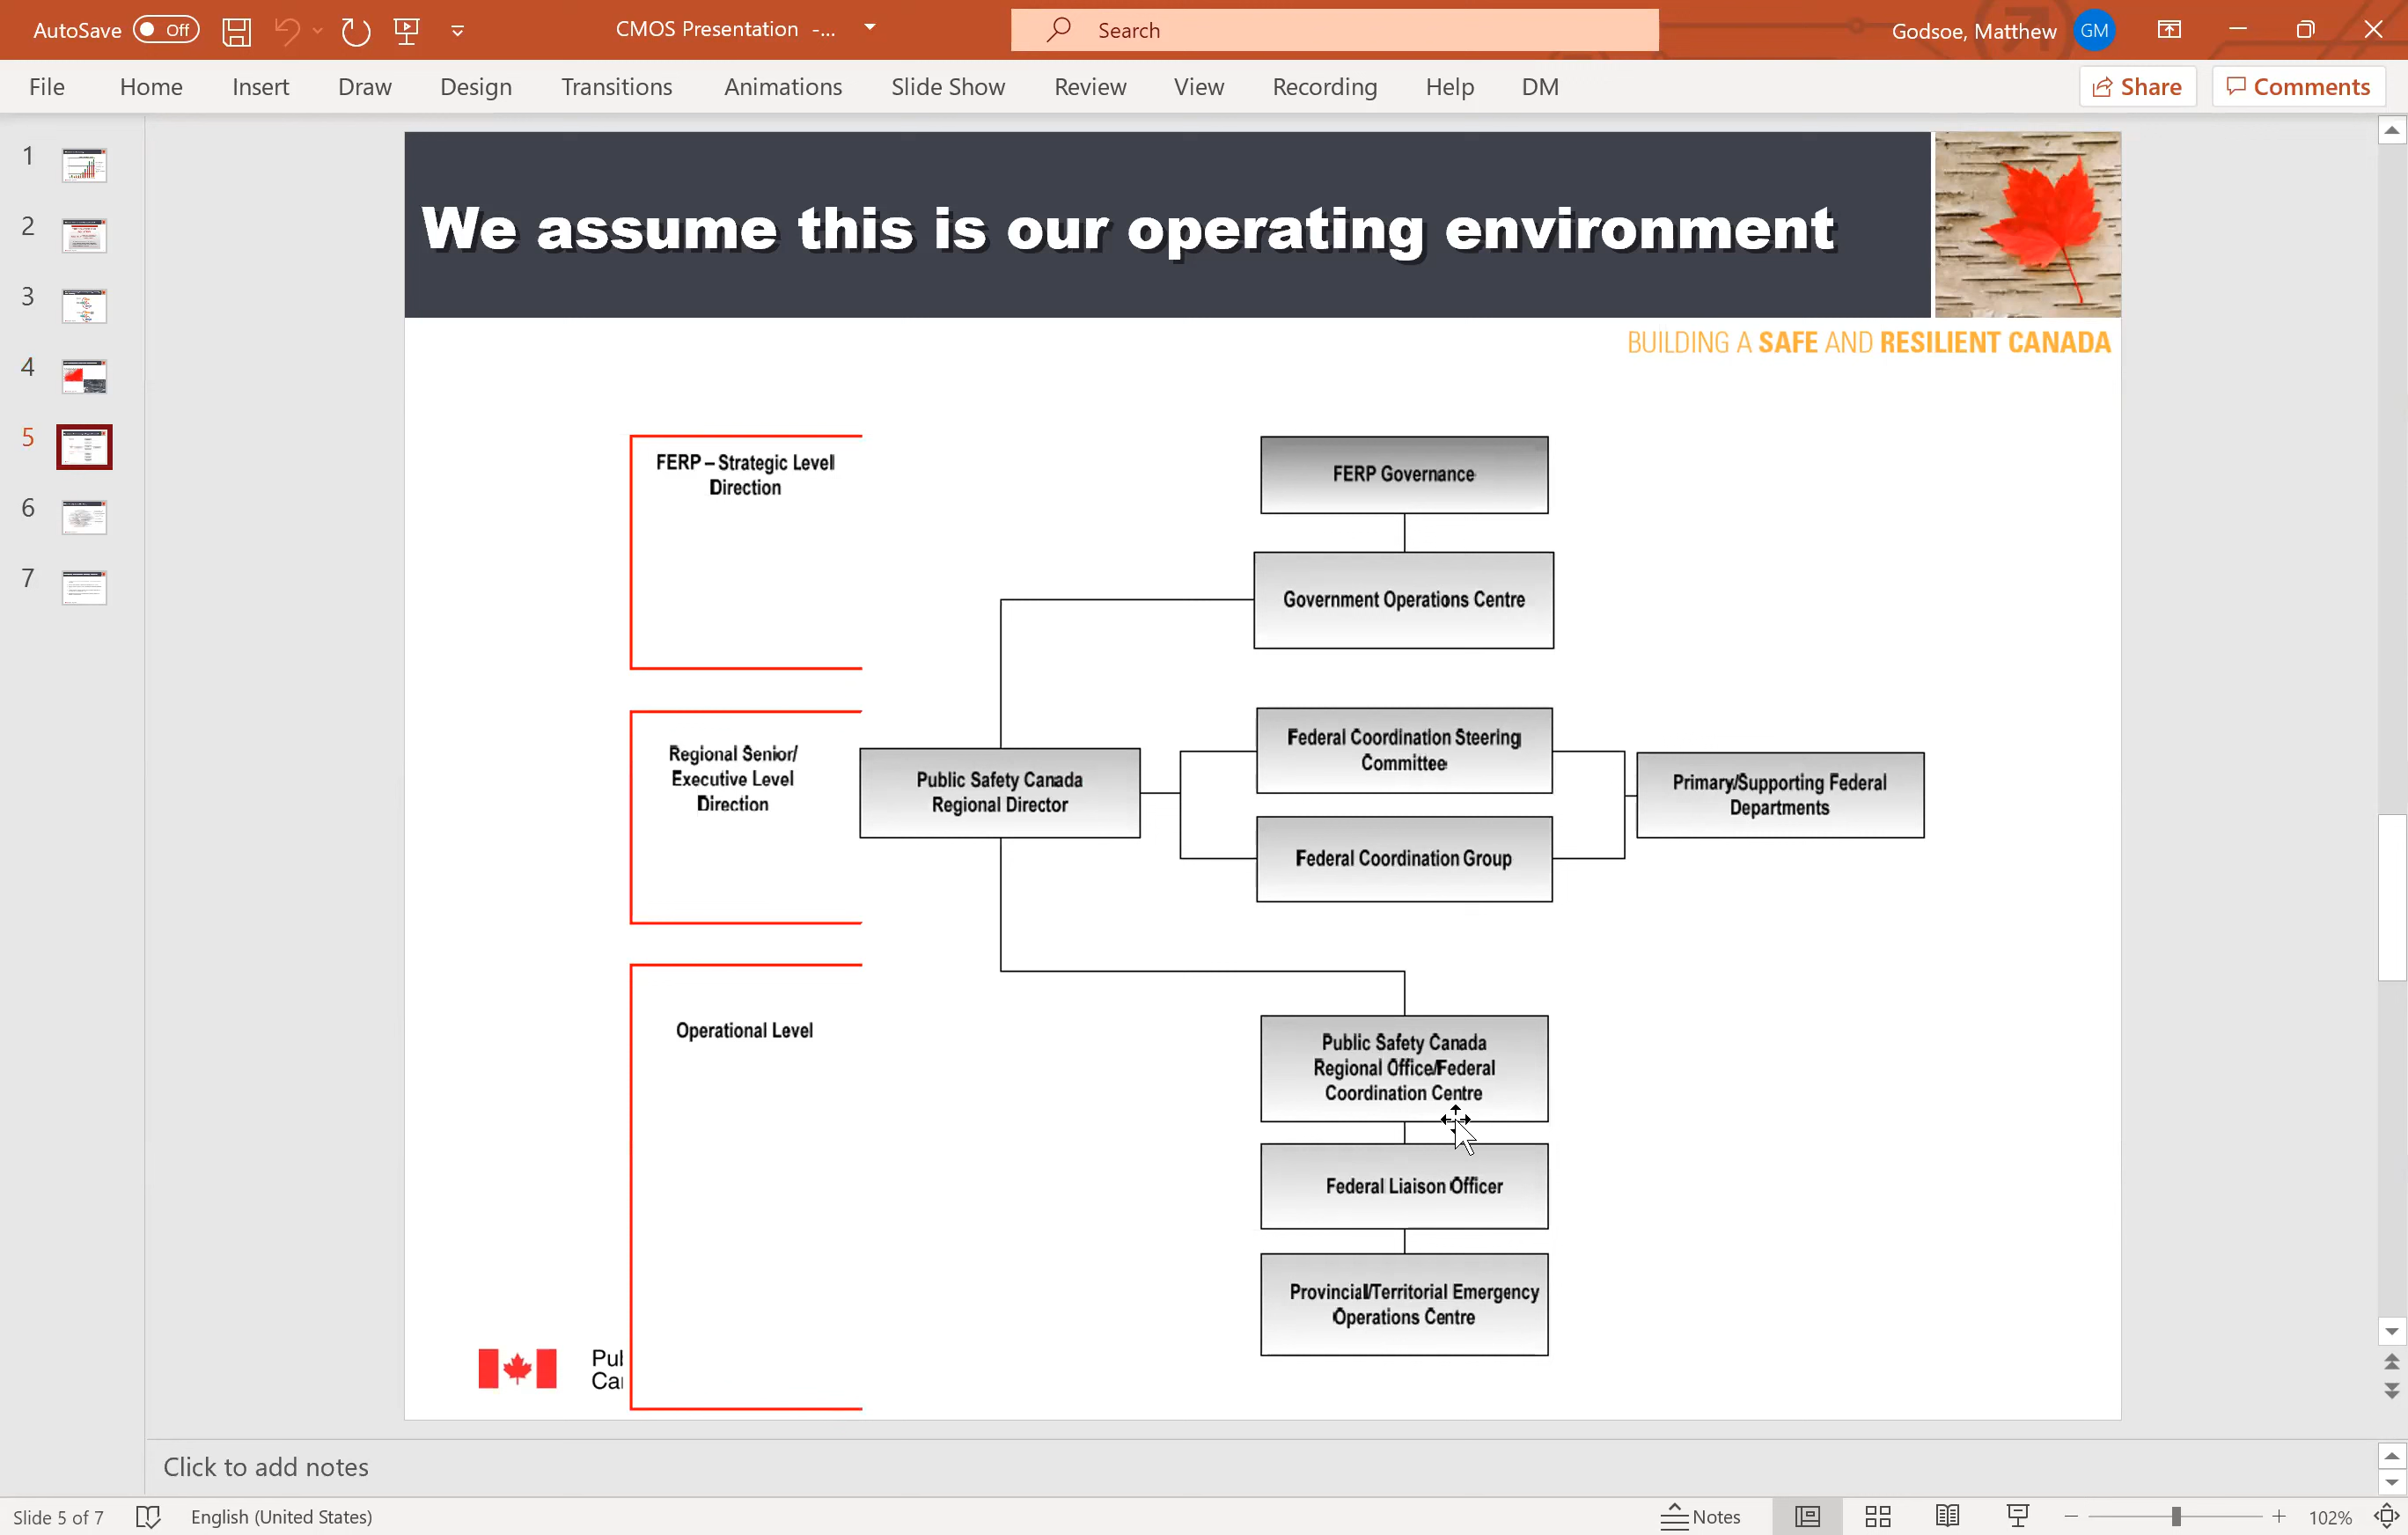 AutoSave Off
CMOS Presentation -...
Search
Godsoe, Matthew GM
File Home Insert Draw Design Transitions Animations Slide Show Review View Recording Help DM
Share Comments
1
2
3
4
5
6
7
We assume this is our operating environment
BUILDING A SAFE AND RESILIENT CANADA
FERP – Strategic Level
Direction
FERP Governance
Government Operations Centre
Regional Senior/
Executive Level
Direction
Public Safety Canada
Regional Director
Federal Coordination Steering
Committee
Federal Coordination Group
Primary/Supporting Federal
Departments
Operational Level
Public Safety Canada
Regional Office/Federal
Coordination Centre
Federal Liaison Officer
Provincial/Territorial Emergency
Operations Centre
Click to add notes
Slide 5 of 7 English (United States) Notes 102%